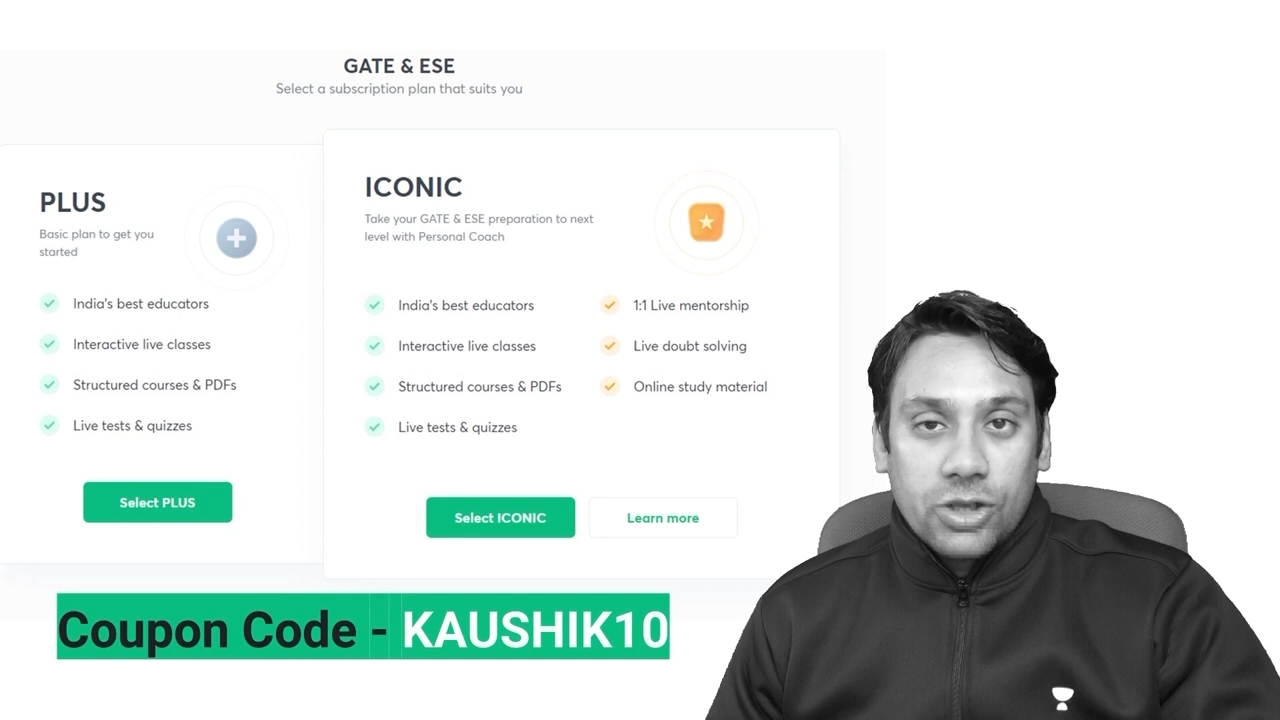 GATE & ESE
Select a subscription plan that suits you
PLUS
Basic plan to get you
started
India's best educators
Interactive live classes
Structured courses & PDFs
Live tests & quizzes
Select PLUS
ICONIC
Take your GATE & ESE preparation to next
level with Personal Coach
India's best educators
Interactive live classes
Structured courses & PDFs
Live tests & quizzes
1:1 Live mentorship
Live doubt solving
Online study material
Select ICONIC
Learn more
Coupon Code - KAUSHIK10